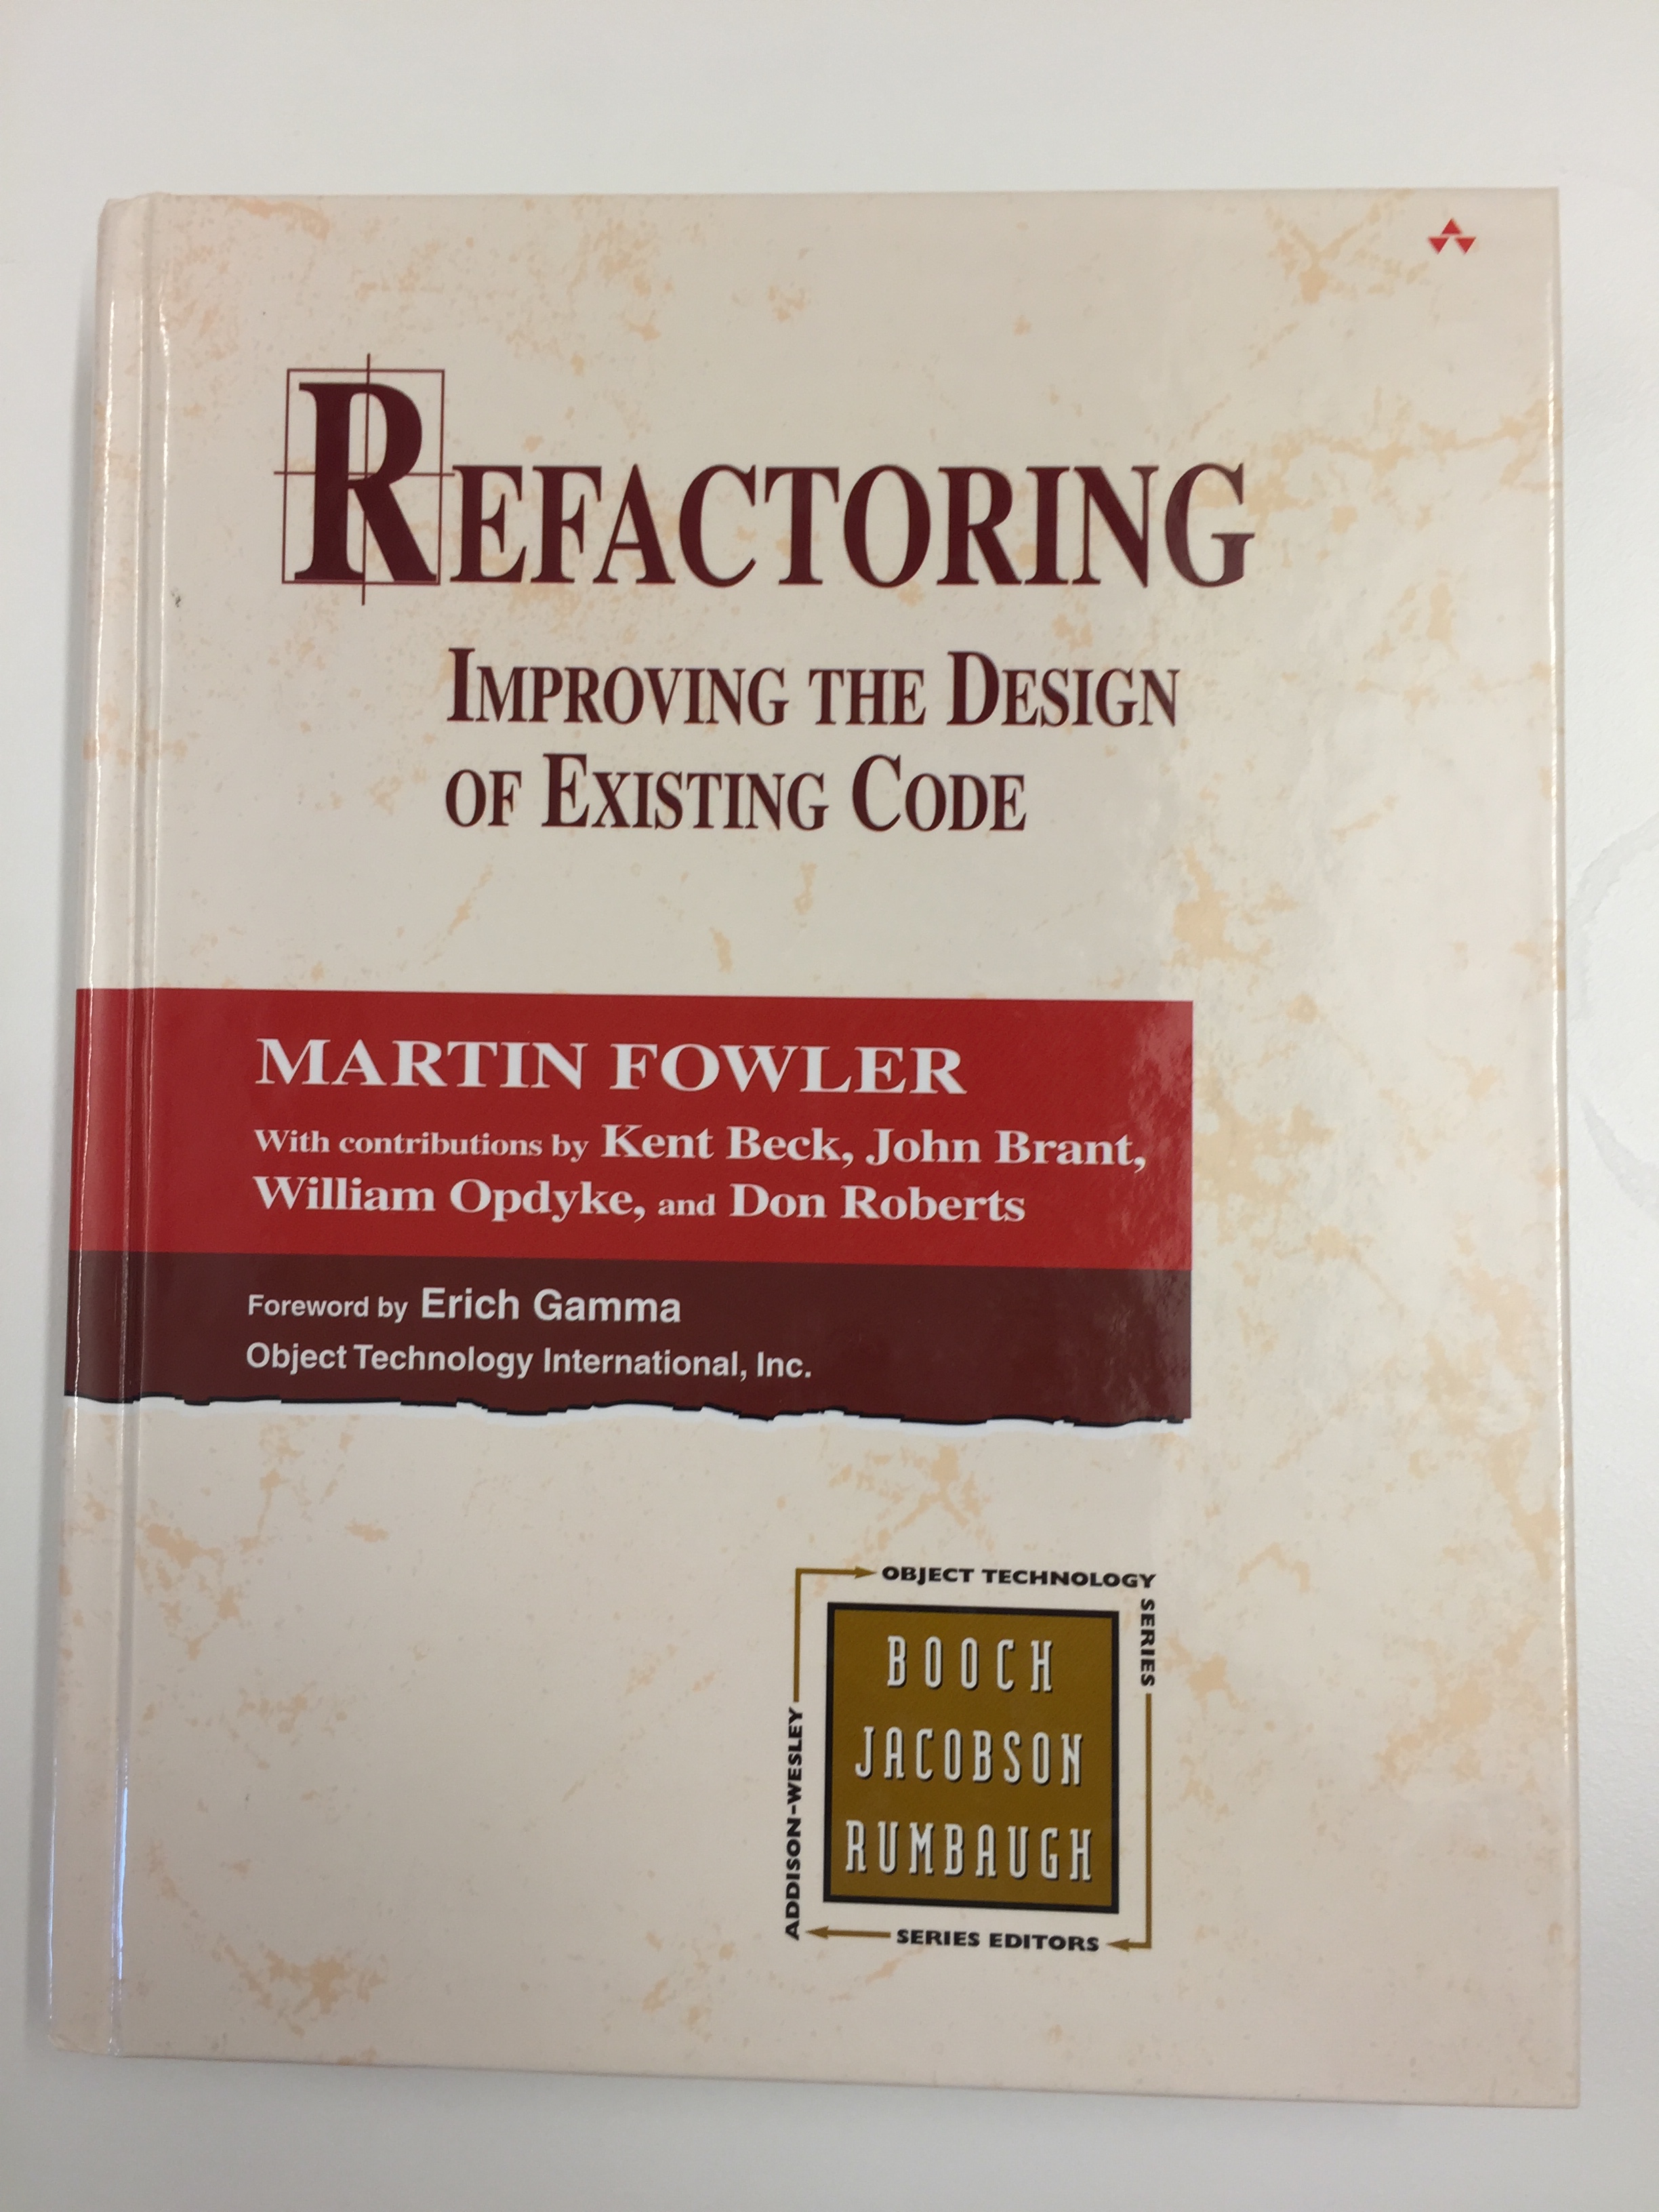 REFACTORING
IMPROVING THE DESIGN
OF EXISTING CODE
MARTIN FOWLER
With contributions by Kent Beck, John Brant,
William Opdyke, and Don Roberts
Foreword by Erich Gamma
Object Technology International, Inc.
OBJECT TECHNOLOGY
SERIES
BOOCH
JACOBSON
RUMBAUGH
ADDISON-WESLEY
SERIES EDITORS